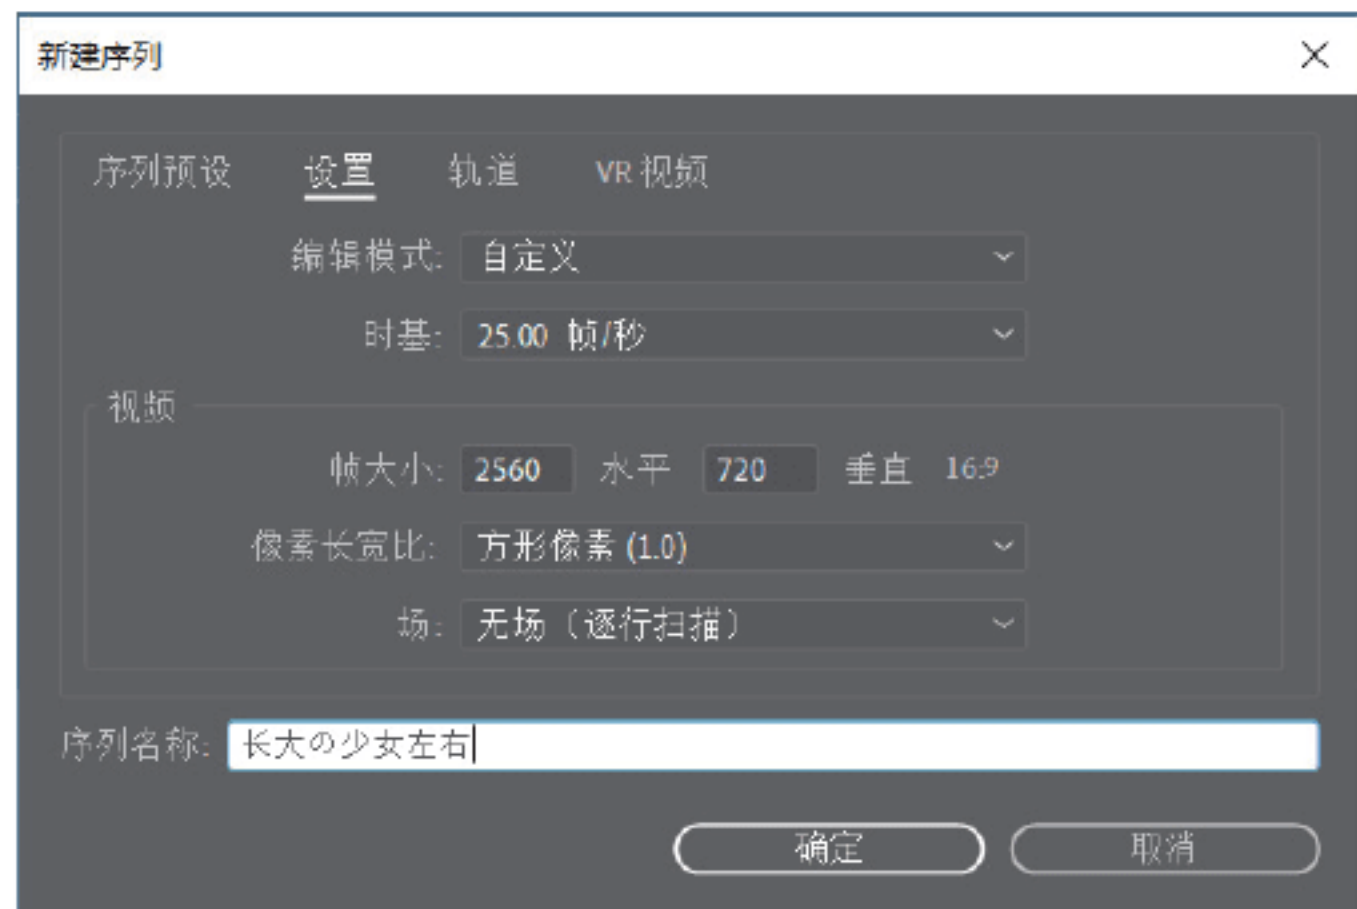 新建序列
序列预设 设置 轨道 VR 视频
编辑模式: 自定义
时基: 25.00 帧/秒
视频
帧大小: 2560 水平 720 垂直 16:9
像素长宽比: 方形像素 (1.0)
场: 无场（逐行扫描）
序列名称: 长大の少女左右
确定 取消